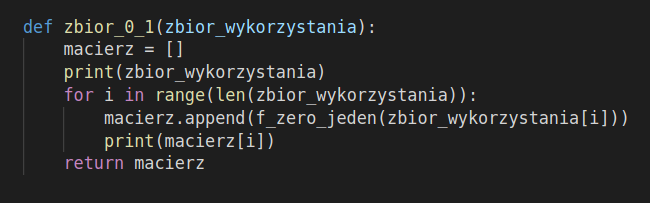 def zbior_0_1(zbior_wykorzystania):
    macierz = []
    print(zbior_wykorzystania)
    for i in range(len(zbior_wykorzystania)):
        macierz.append(f_zero_jeden(zbior_wykorzystania[i]))
        print(macierz[i])
    return macierz